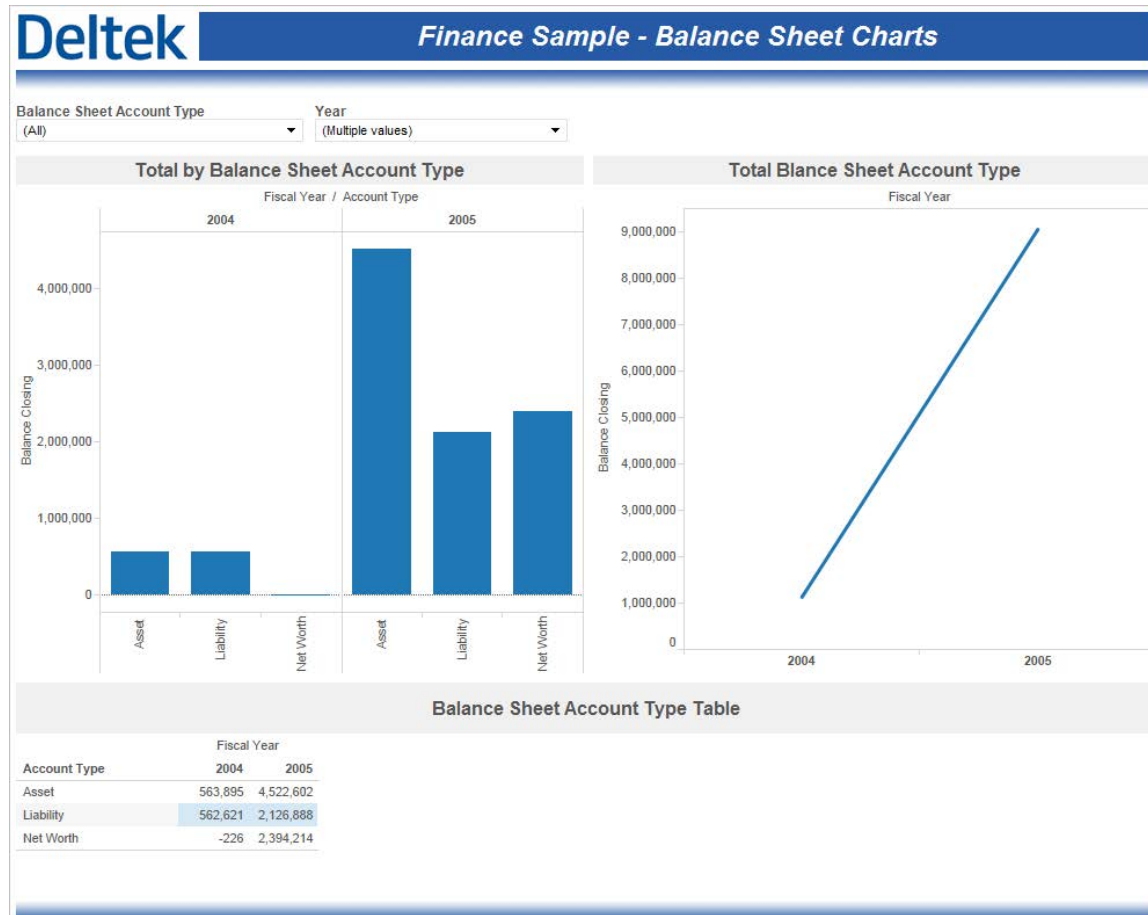 Deltek
Finance Sample - Balance Sheet Charts
Balance Sheet Account Type
(All)
Year
(Multiple values)
Total by Balance Sheet Account Type
Fiscal Year / Account Type
2004 2005
4,000,000
3,000,000
2,000,000
1,000,000
0
Balance Closing
Asset
Liability
Net Worth
Asset
Liability
Net Worth
Total Blance Sheet Account Type
Fiscal Year
9,000,000
8,000,000
7,000,000
6,000,000
5,000,000
4,000,000
3,000,000
2,000,000
1,000,000
0
Balance Closing
2004 2005
Balance Sheet Account Type Table
Fiscal Year
Account Type 2004 2005
Asset 563,895 4,522,602
Liability 562,621 2,126,888
Net Worth -226 2,394,214